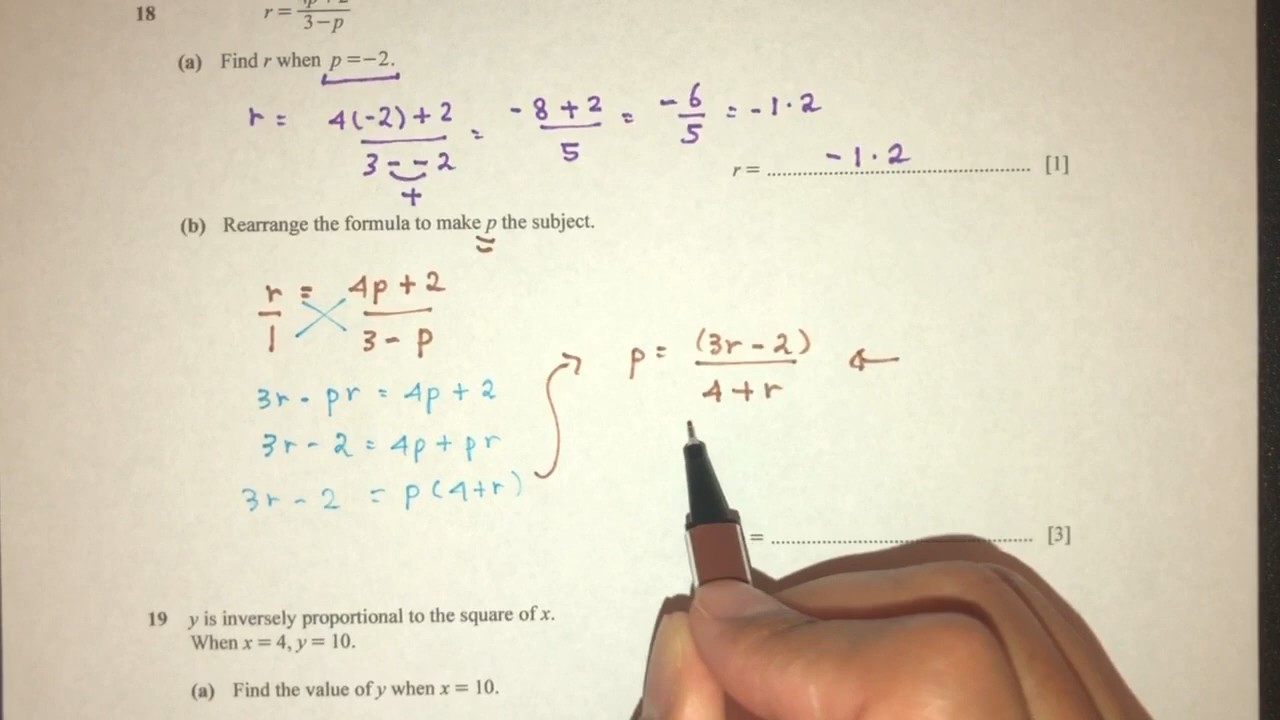 18 r = 4p + 2 / 3 − p
(a) Find r when p = −2.
r = 4(-2) + 2 / 3 - - 2 = -8 + 2 / 5 = -6 / 5 = -1.2
+
r = -1.2 [1]
(b) Rearrange the formula to make p the subject.
r / 1 = 4p + 2 / 3 - p
3r - pr = 4p + 2
3r - 2 = 4p + pr
3r - 2 = p(4+r)
p = (3r - 2) / 4 + r ←
= [3]
19 y is inversely proportional to the square of x.
When x = 4, y = 10.
(a) Find the value of y when x = 10.